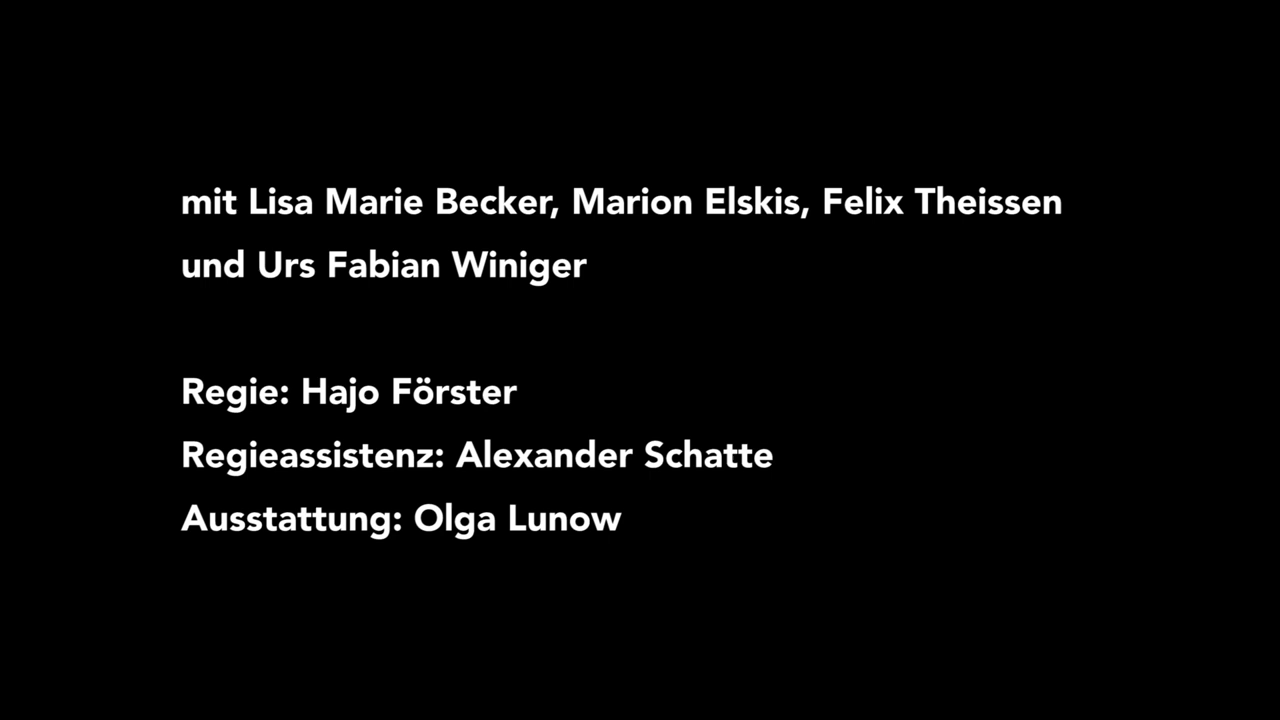 mit Lisa Marie Becker, Marion Elskis, Felix Theissen
und Urs Fabian Winiger
Regie: Hajo Förster
Regieassistenz: Alexander Schatte
Ausstattung: Olga Lunow